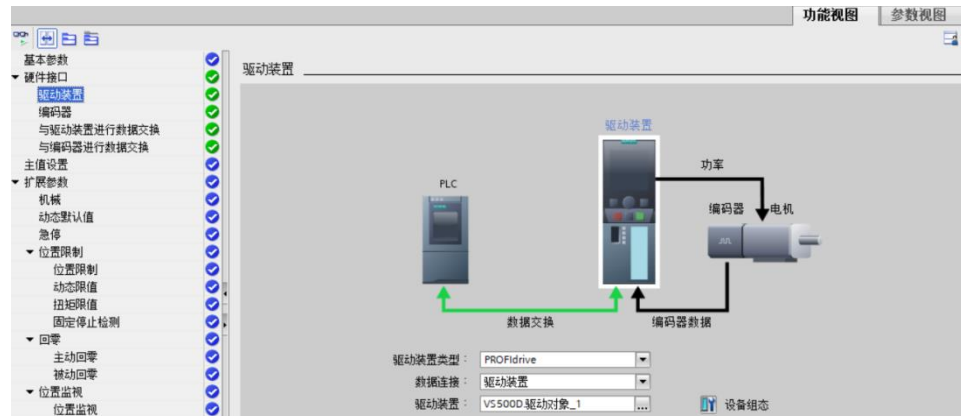 功能视图 参数视图
基本参数
硬件接口
驱动装置
编码器
与驱动装置进行数据交换
与编码器进行数据交换
主值设置
扩展参数
机械
动态默认值
急停
位置限制
位置限制
动态限值
扭矩限值
固定停止检测
回零
主动回零
被动回零
位置监视
位置监视
驱动装置
驱动装置
功率
PLC
编码器
电机
数据交换
编码器数据
驱动装置类型: PROFIdrive
数据连接: 驱动装置
驱动装置: VS500D.驱动对象_1 ... 设备组态